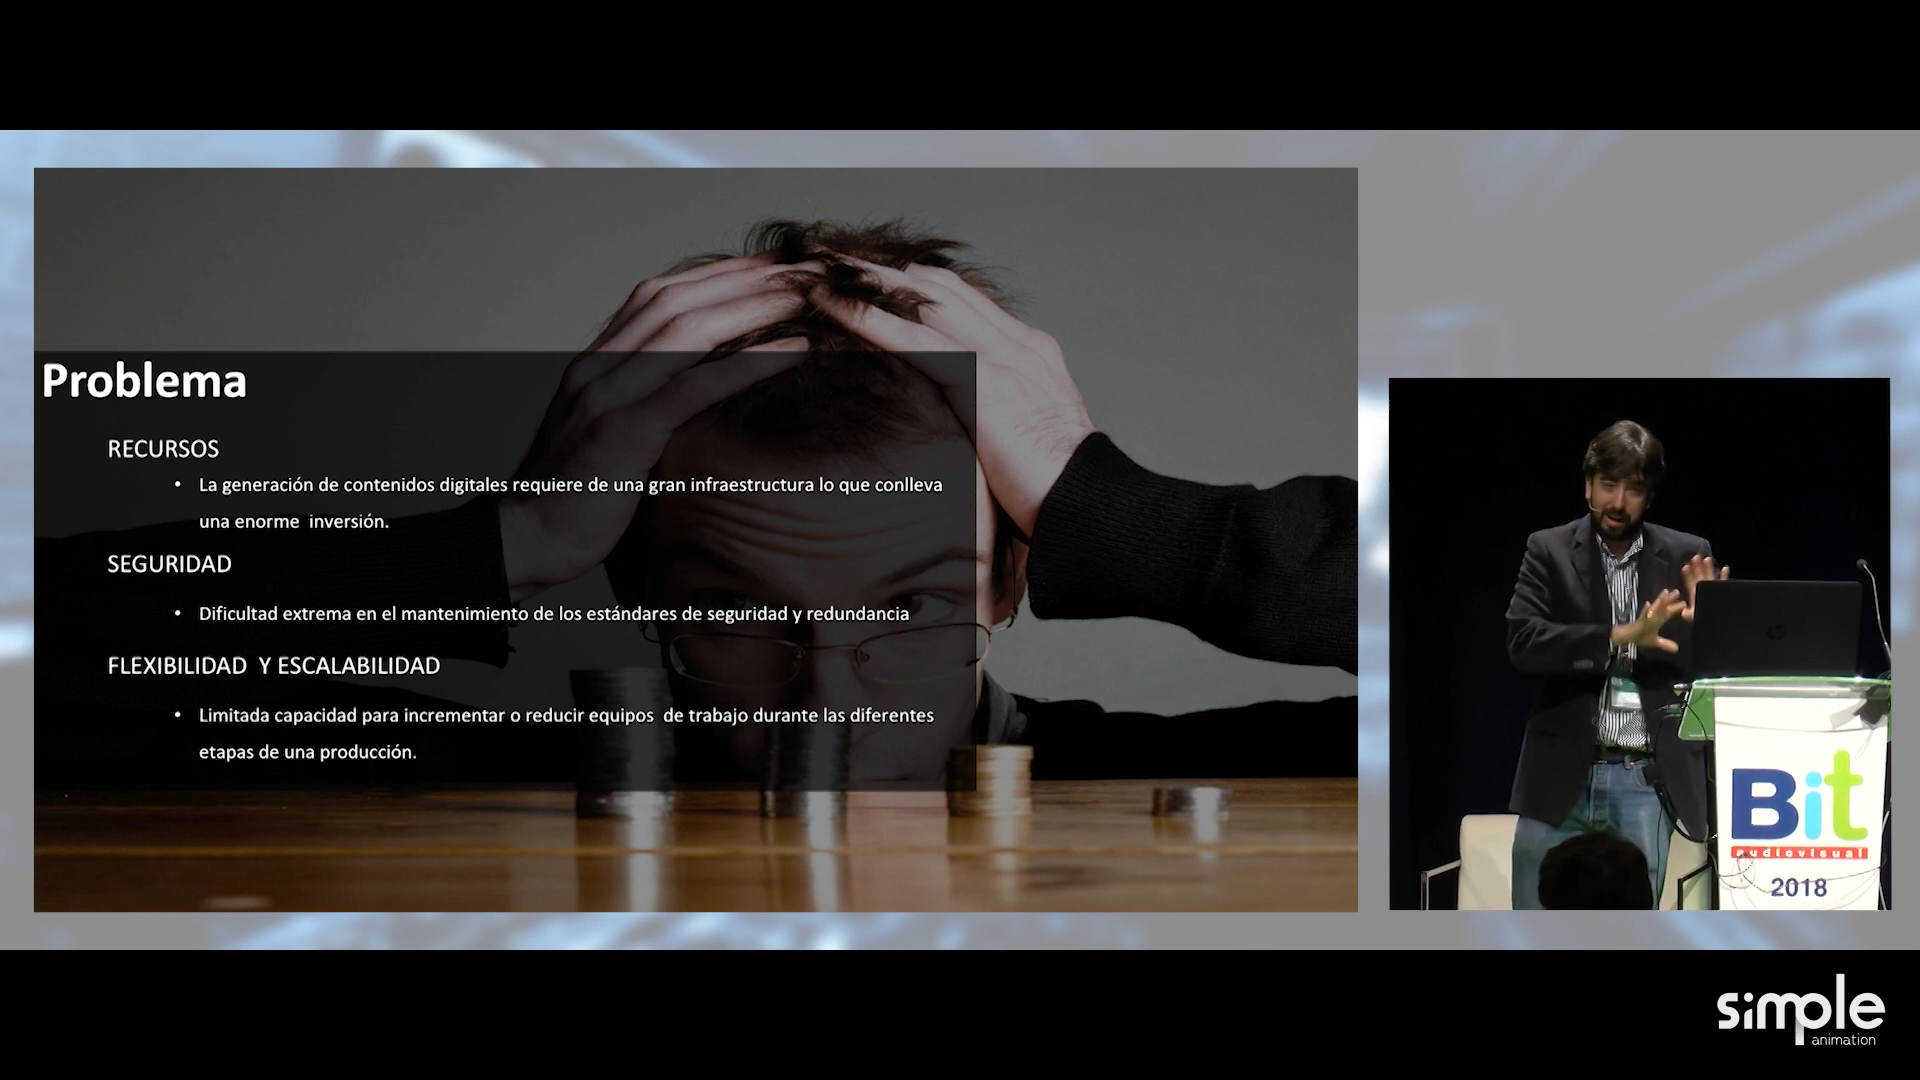 Problema
RECURSOS
• La generación de contenidos digitales requiere de una gran infraestructura lo que conlleva
una enorme inversión.
SEGURIDAD
• Dificultad extrema en el mantenimiento de los estándares de seguridad y redundancia
FLEXIBILIDAD Y ESCALABILIDAD
• Limitada capacidad para incrementar o reducir equipos de trabajo durante las diferentes
etapas de una producción.
hp
Bit
audiovisual
2018
simple
animation